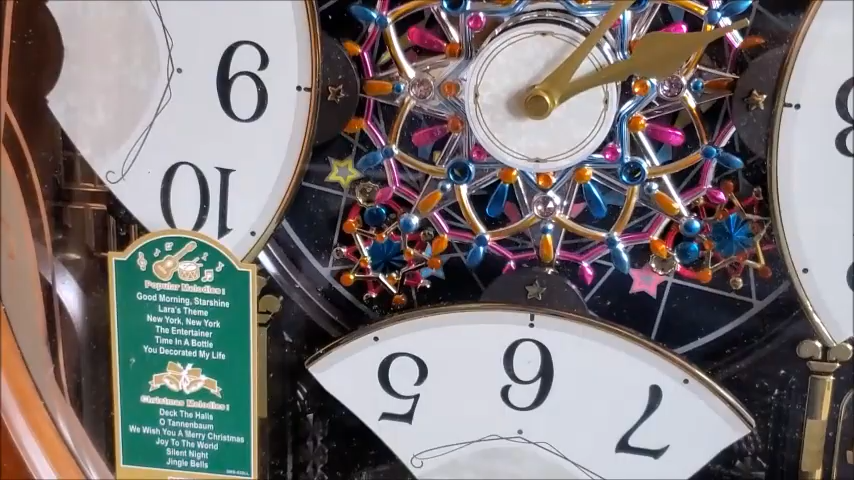 9
10
8
5
6
7
Popular Melodies:
Good Morning, Starshine
Lara's Theme
New York, New York
The Entertainer
Time In A Bottle
You Decorated My Life
Christmas Melodies:
Deck The Halls
O Tannenbaum
We Wish You A Merry Christmas
Joy To The World
Silent Night
Jingle Bells